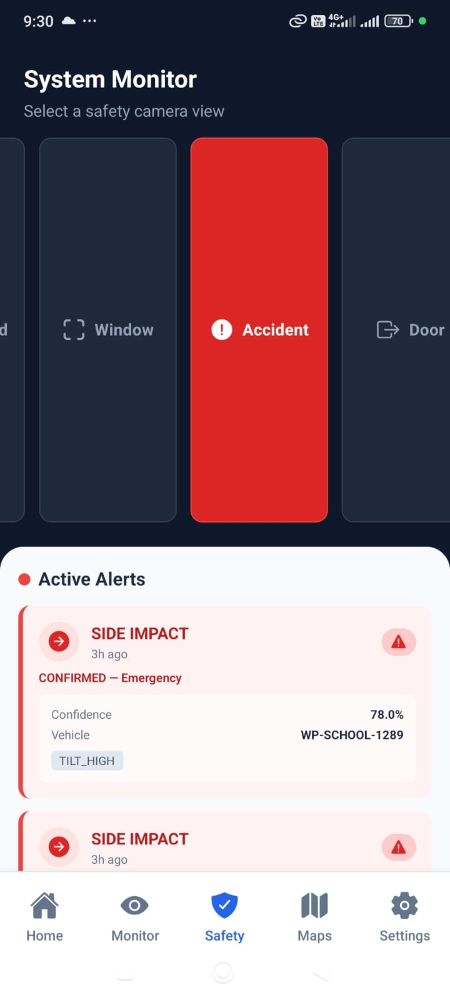 9:30
Vo LTE 4G+ 70
System Monitor
Select a safety camera view
d Window Accident Door
Active Alerts
SIDE IMPACT
3h ago
CONFIRMED — Emergency
Confidence 78.0%
Vehicle WP-SCHOOL-1289
TILT_HIGH
SIDE IMPACT
3h ago
Home Monitor Safety Maps Settings